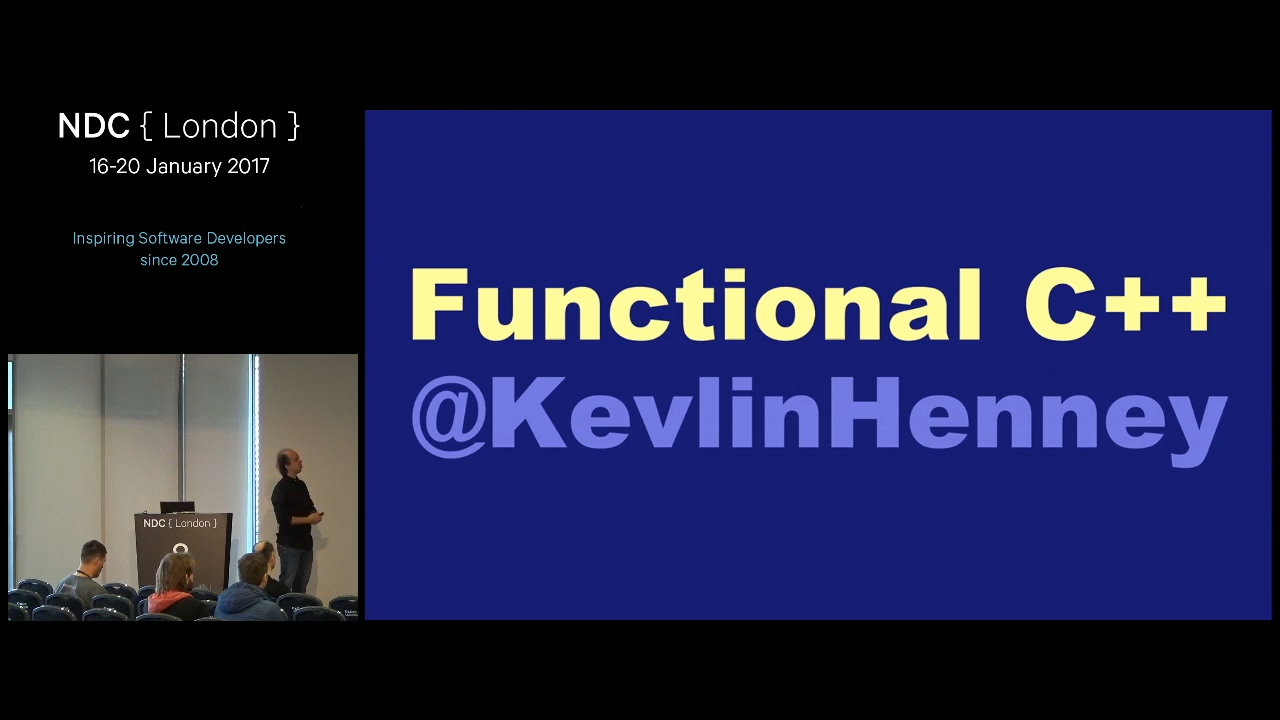 NDC { London }
16-20 January 2017
Inspiring Software Developers
since 2008
Functional C++
@KevlinHenney
NDC { London }